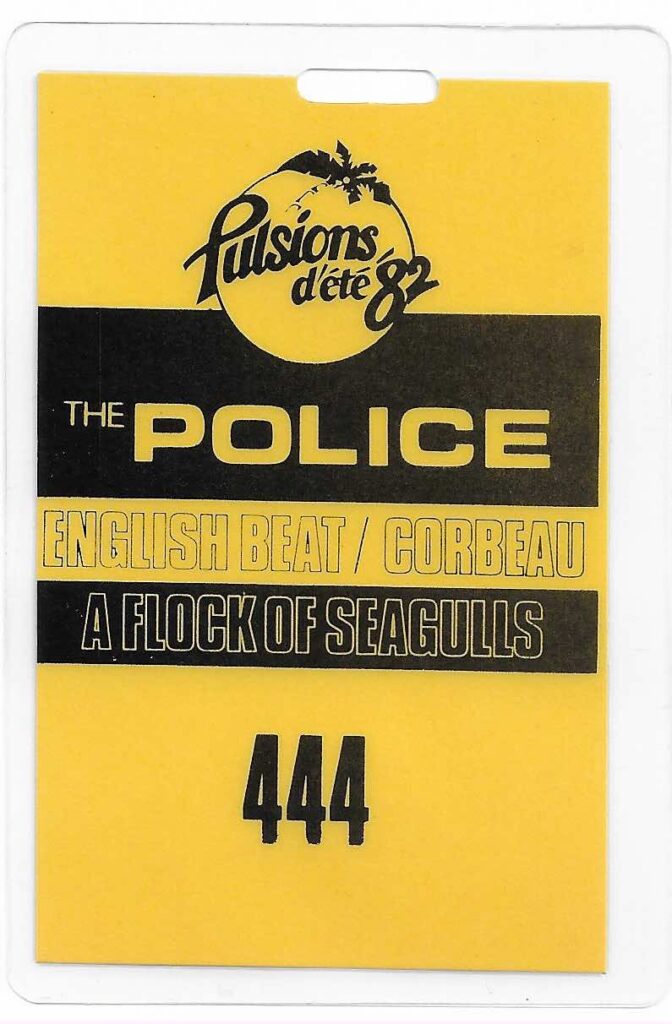 Pulsions
d'été '82
THE POLICE
ENGLISH BEAT / CORBEAU
A FLOCK OF SEAGULLS
444